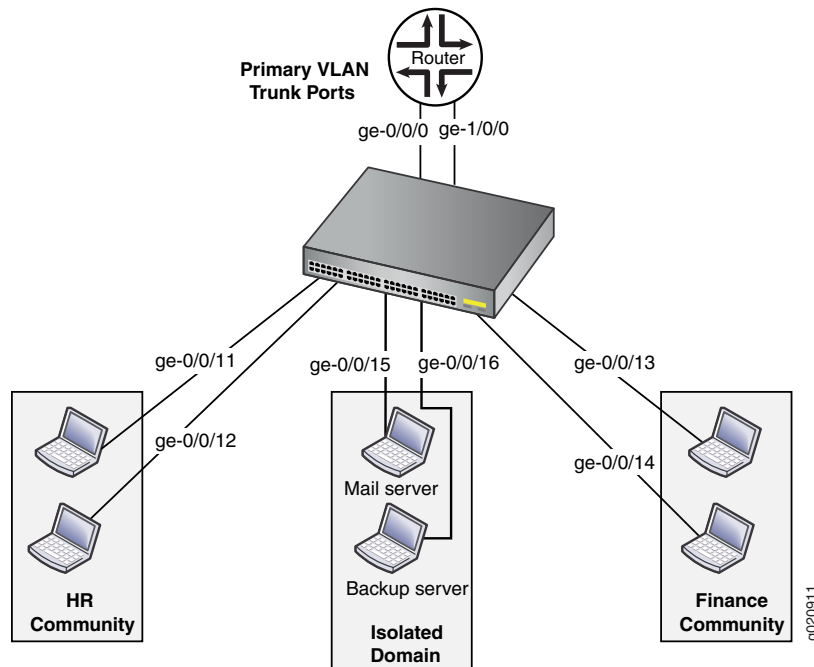 Router
Primary VLAN
Trunk Ports
ge-0/0/0
ge-1/0/0
ge-0/0/11
ge-0/0/15
ge-0/0/16
ge-0/0/13
ge-0/0/12
ge-0/0/14
Mail server
Backup server
HR
Community
Isolated
Domain
Finance
Community
g020911